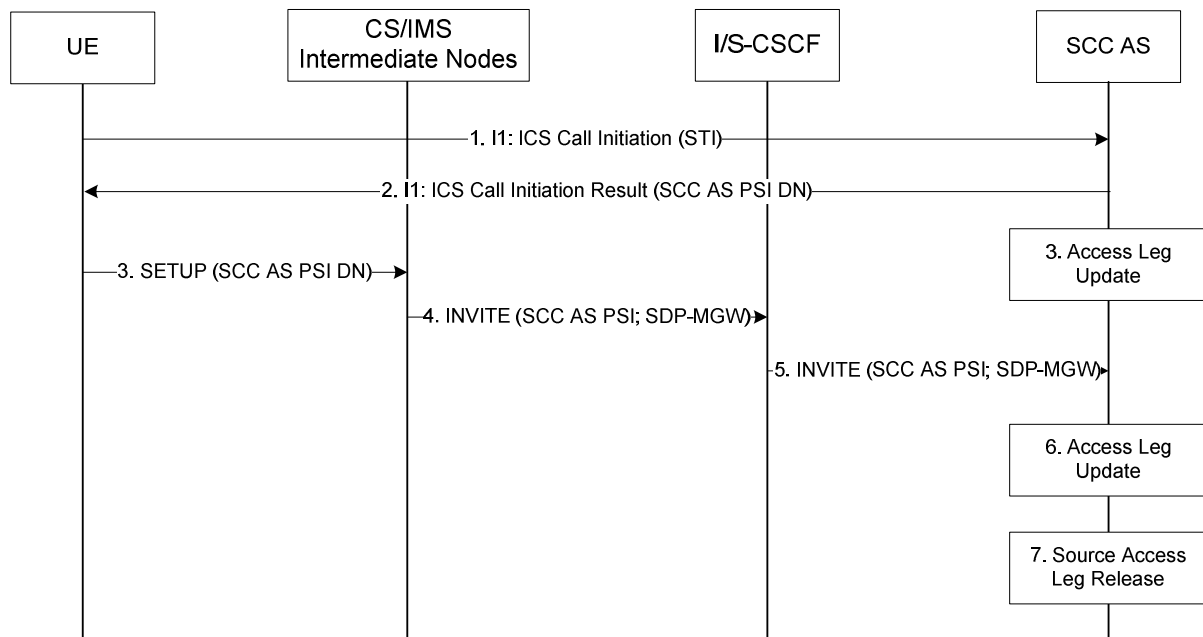 UE
CS/IMS
Intermediate Nodes
I/S-CSCF
SCC AS
1. I1: ICS Call Initiation (STI)
2. I1: ICS Call Initiation Result (SCC AS PSI DN)
3. Access Leg
Update
3. SETUP (SCC AS PSI DN)
4. INVITE (SCC AS PSI; SDP-MGW)
5. INVITE (SCC AS PSI; SDP-MGW)
6. Access Leg
Update
7. Source Access
Leg Release